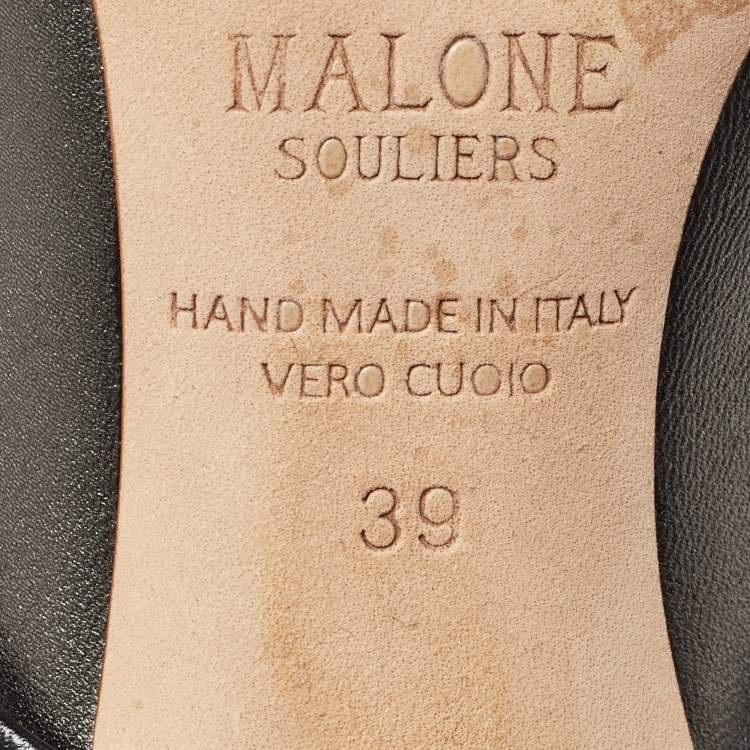 MALONE
SOULIERS
HAND MADE IN ITALY
VERO CUOIO
39